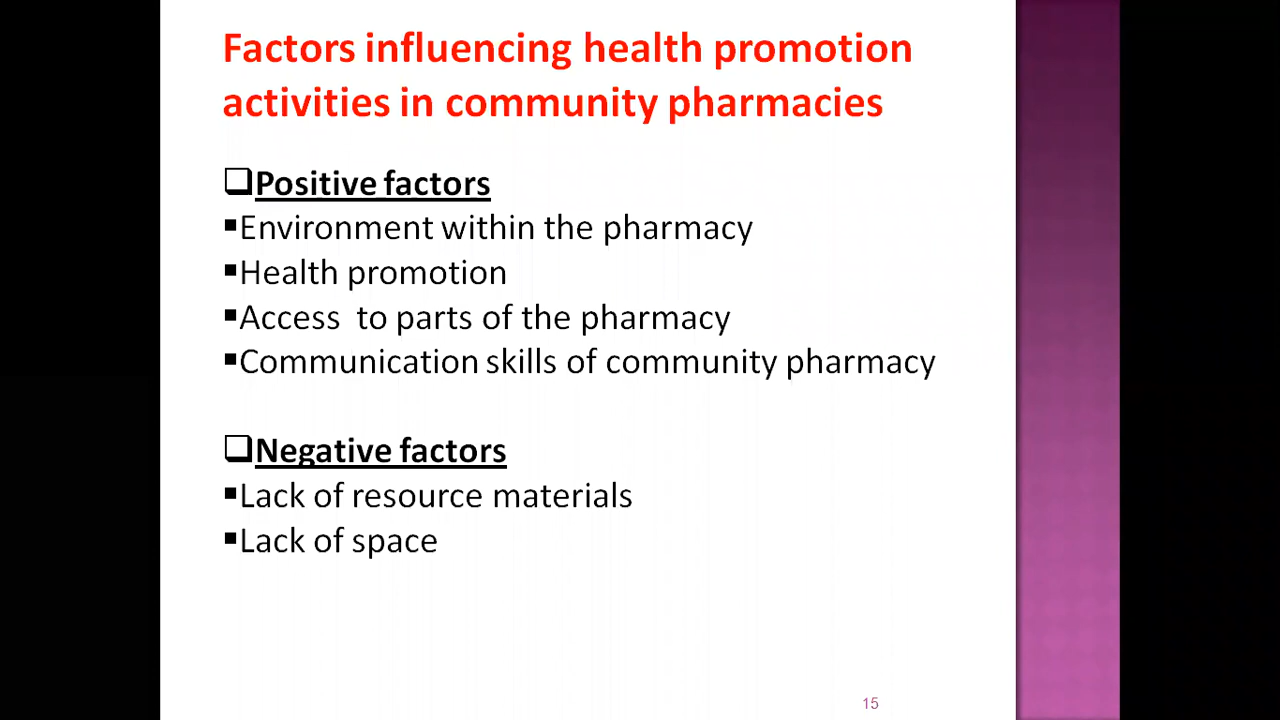 Factors influencing health promotion
activities in community pharmacies
❑Positive factors
▪Environment within the pharmacy
▪Health promotion
▪Access to parts of the pharmacy
▪Communication skills of community pharmacy
❑Negative factors
▪Lack of resource materials
▪Lack of space
15